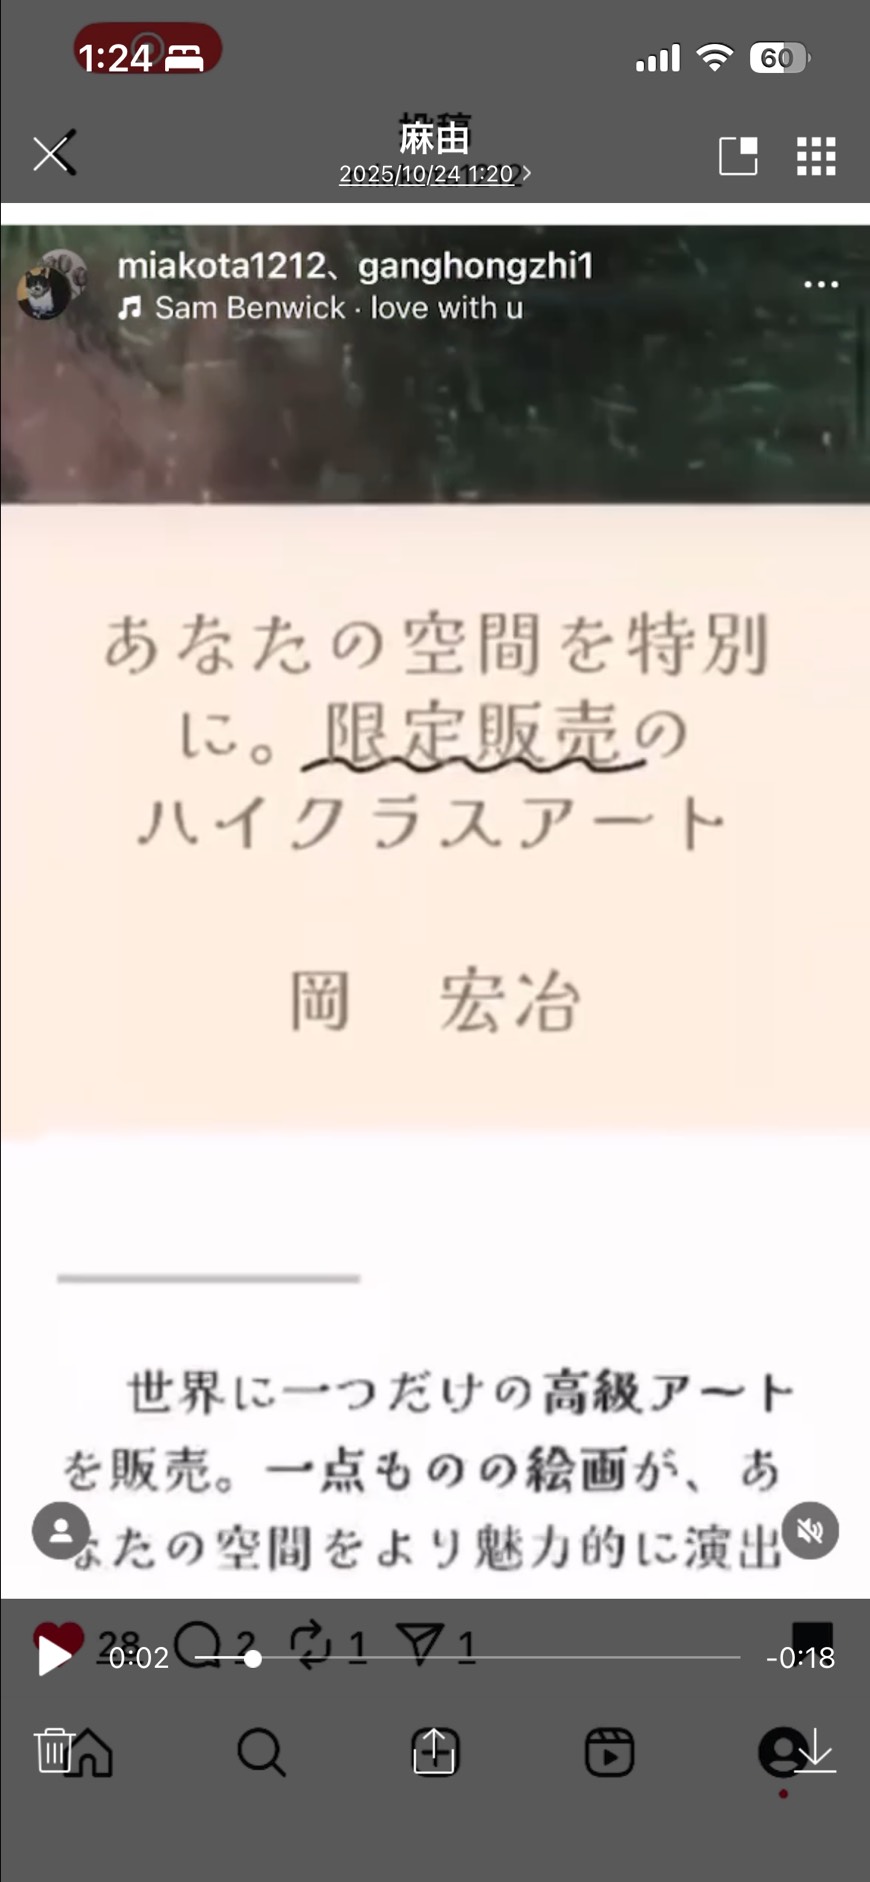 1:24
60
投稿
麻由
2025/10/24 1:20
miakota1212、ganghongzhi1
Sam Benwick · love with u
あなたの空間を特別
に。限定販売の
ハイクラスアート
岡　宏冶
世界に一つだけの高級アート
を販売。一点ものの絵画が、あ
なたの空間をより魅力的に演出
28 2 1 1
0:02 -0:18